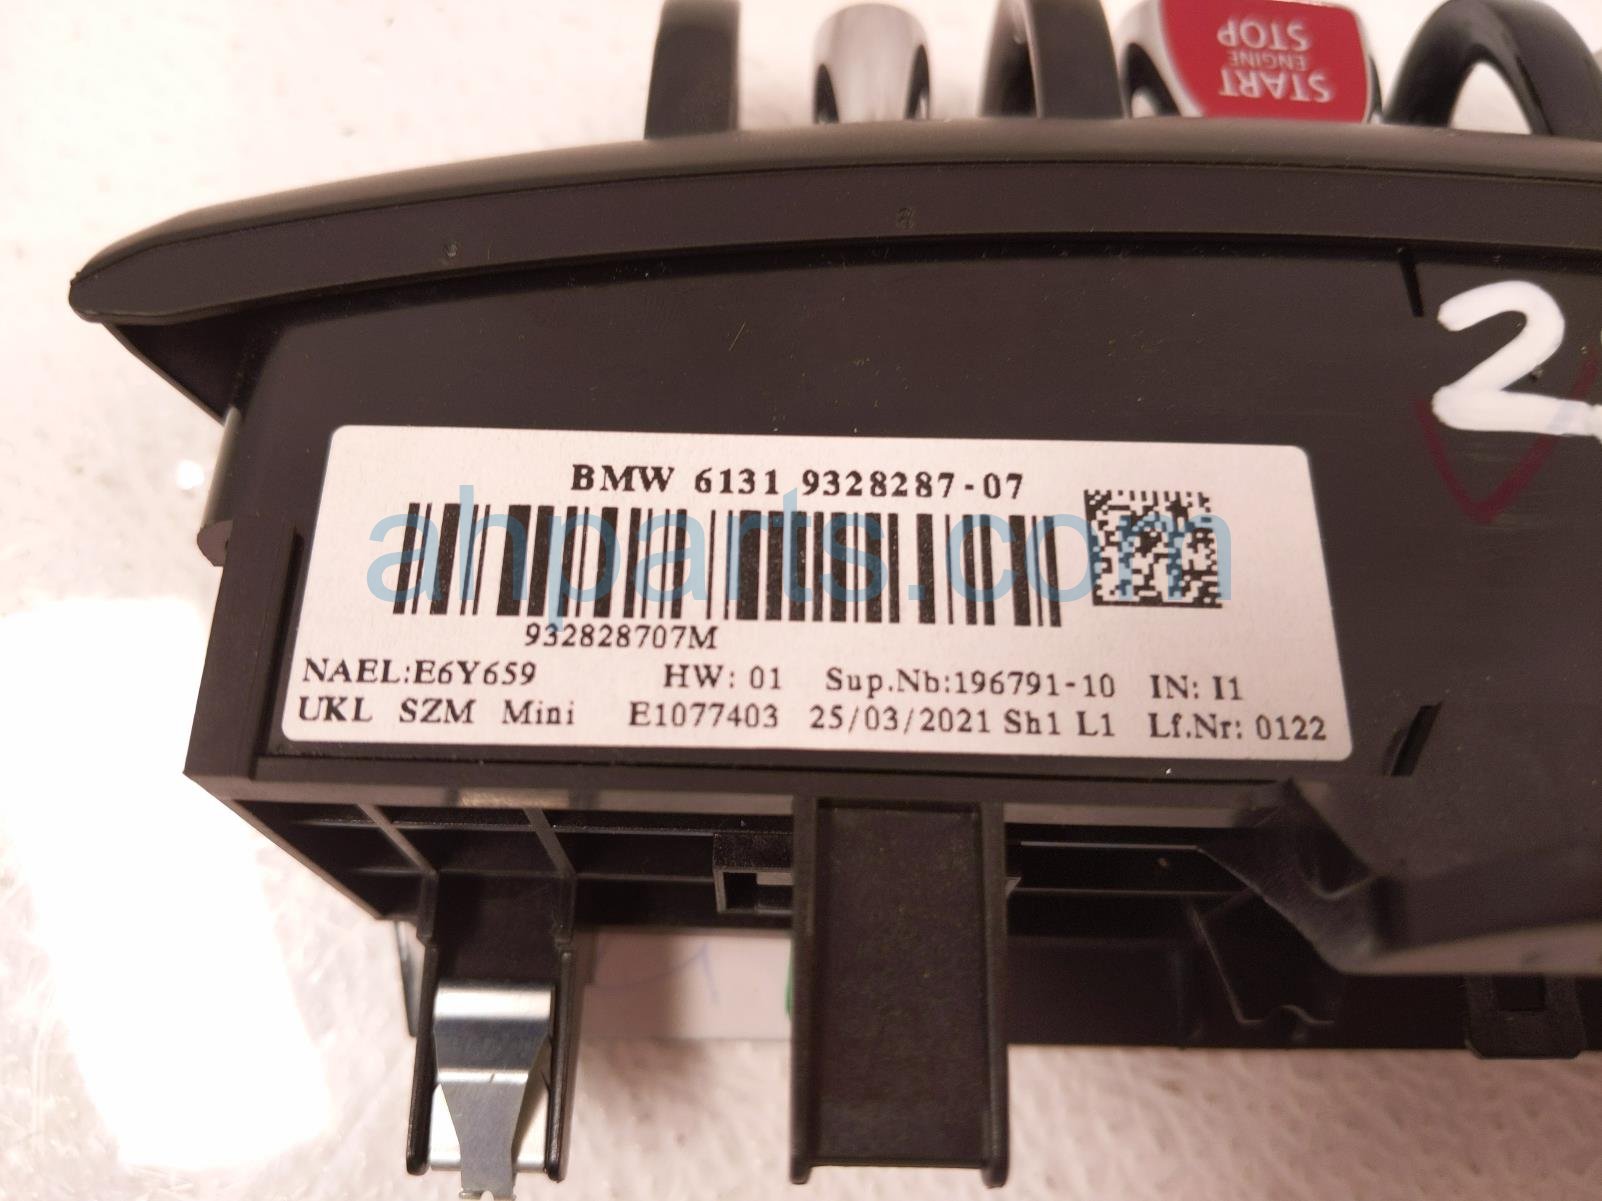 START
ENGINE
STOP
BMW 6131 9328287-07
ahparts.com
932828707M
NAEL:E6Y659 HW: 01 Sup.Nb:196791-10 IN: I1
UKL SZM Mini E1077403 25/03/2021 Sh1 L1 Lf.Nr: 0122
2